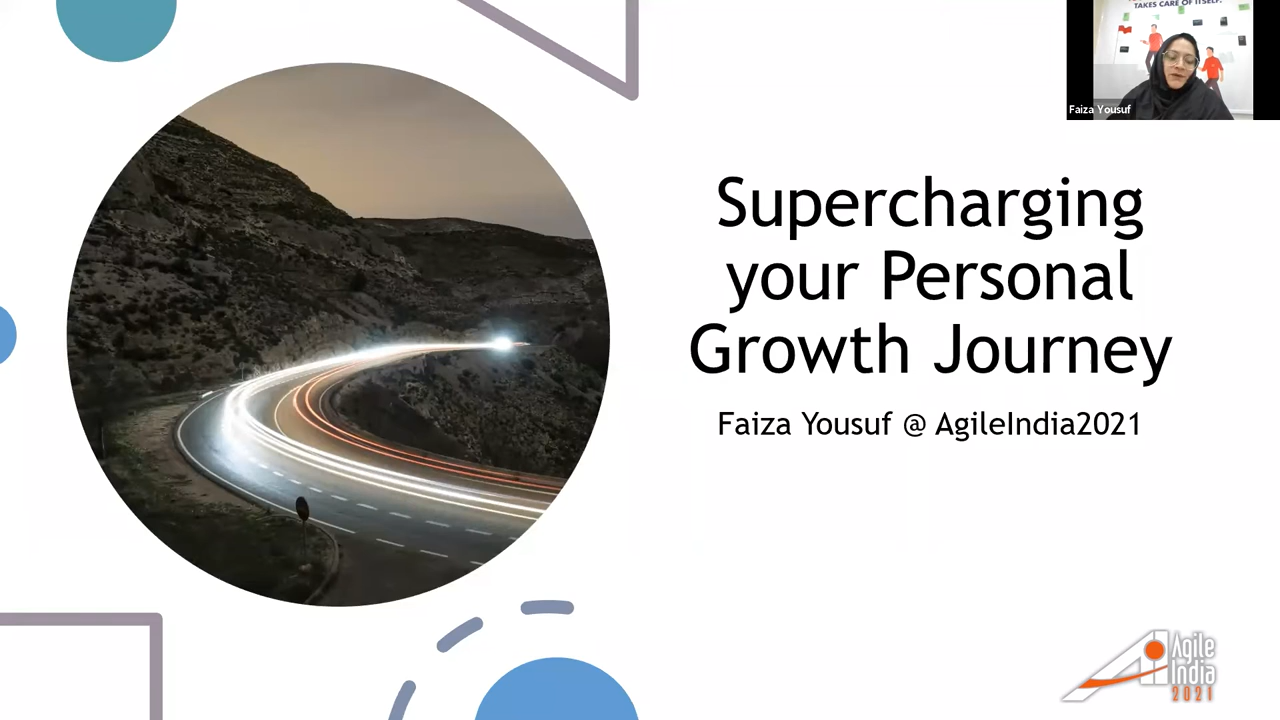 TAKES CARE OF ITSELF.
Faiza Yousuf
Supercharging
your Personal
Growth Journey
Faiza Yousuf @ AgileIndia2021
Agile
India
2021